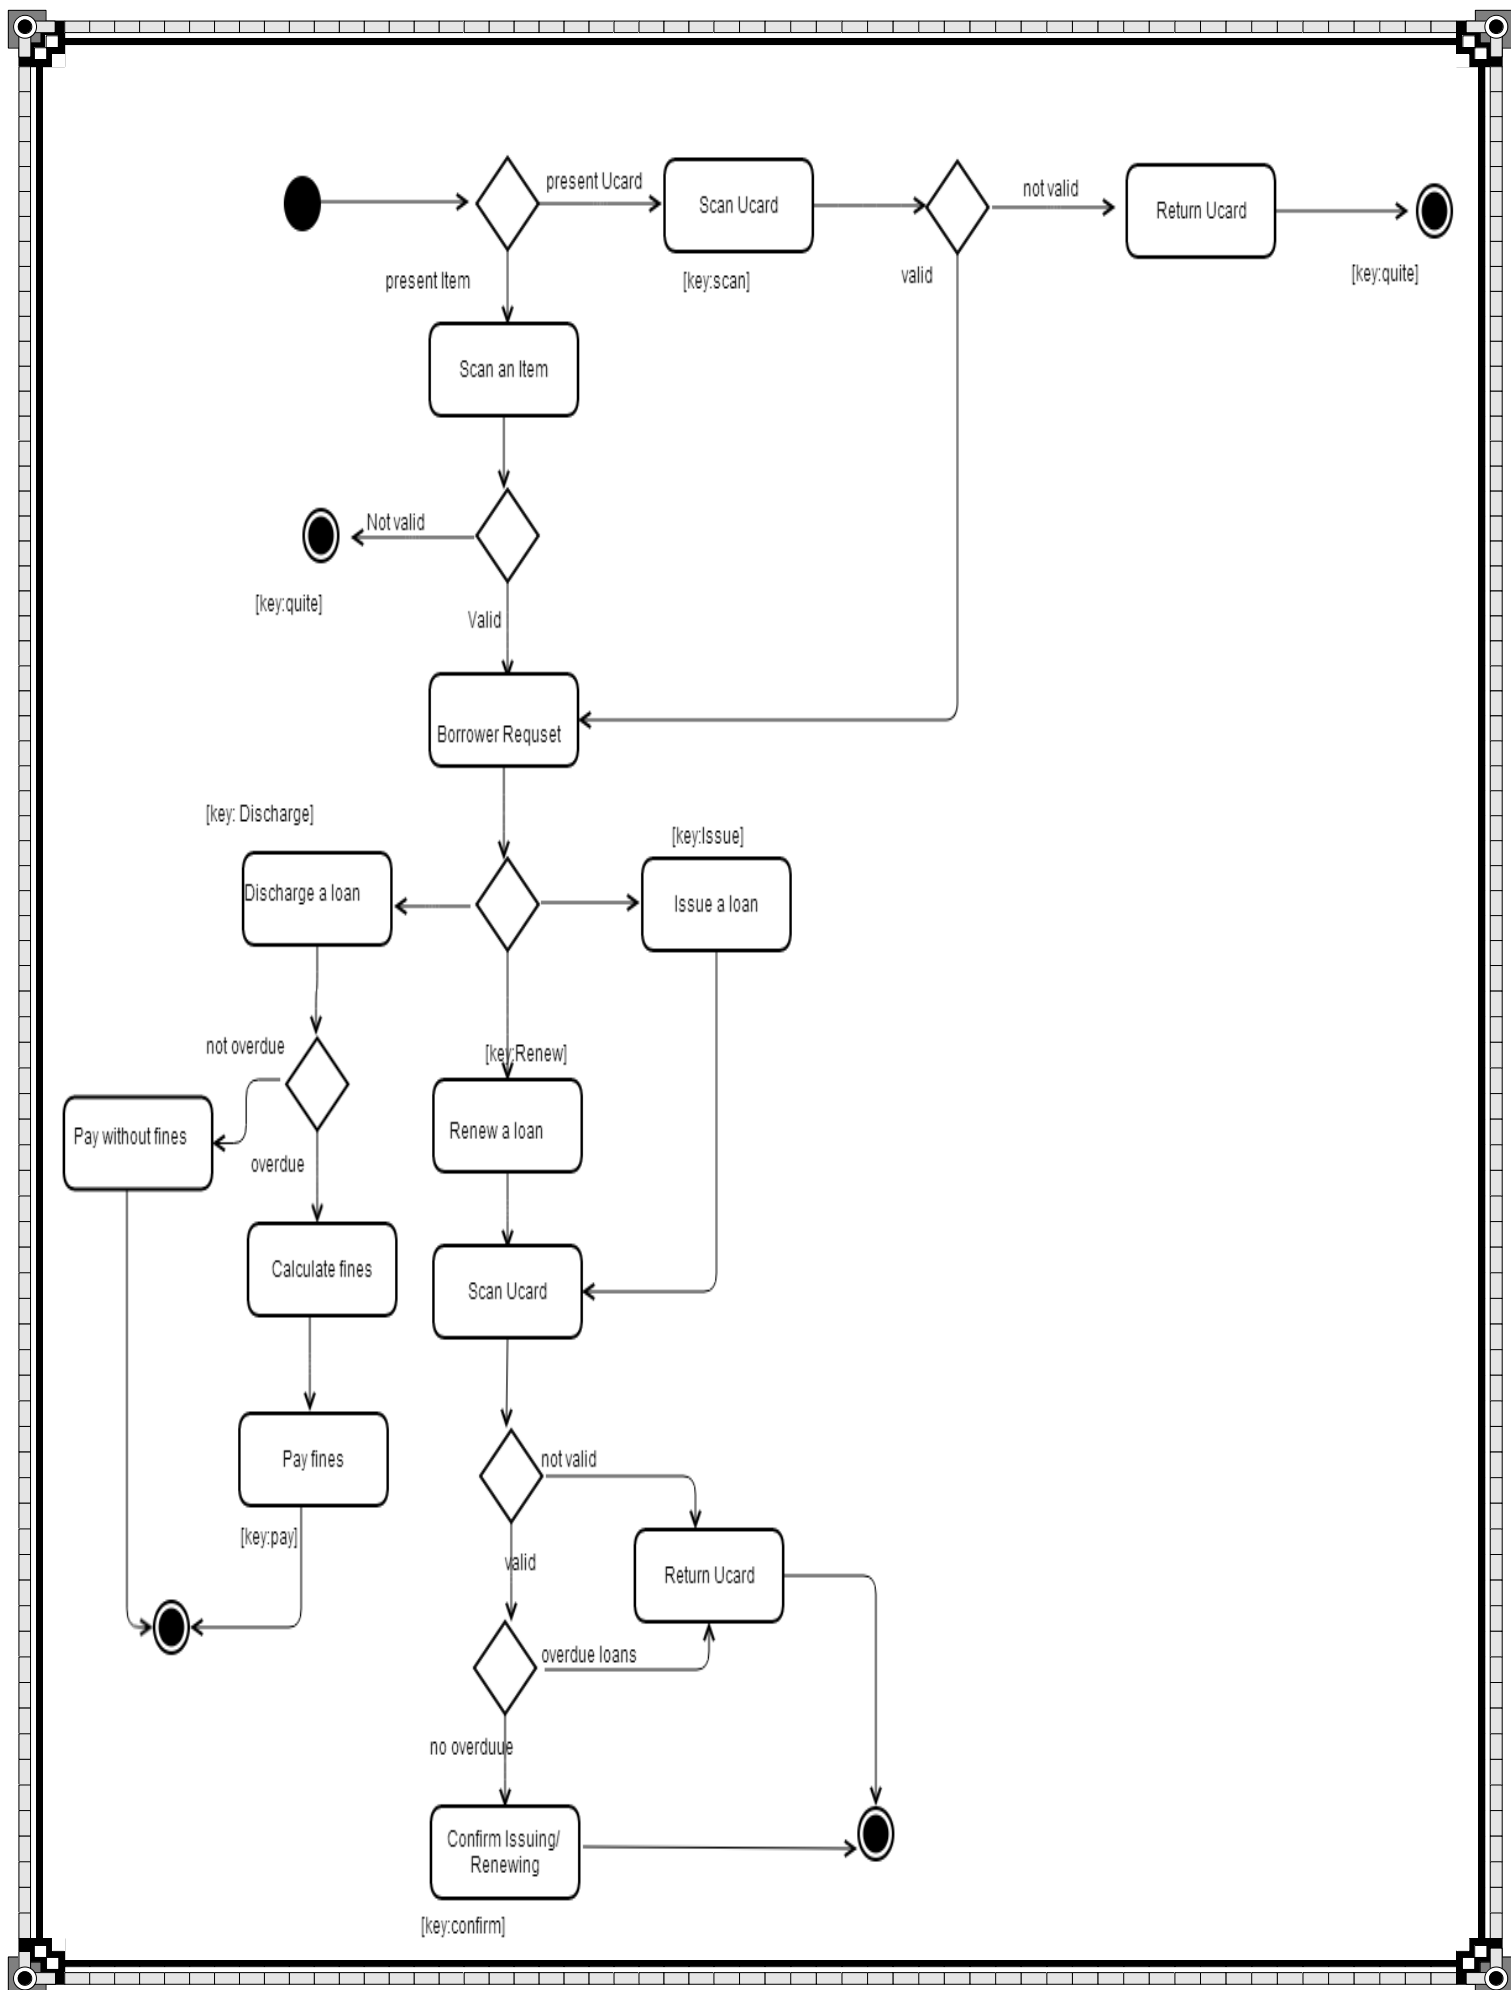 present Ucard
Scan Ucard
not valid
Return Ucard
present Item
[key:scan]
valid
[key:quite]
Scan an Item
Not valid
[key:quite]
Valid
Borrower Requset
[key: Discharge]
[key:Issue]
Discharge a loan
Issue a loan
not overdue
[key:Renew]
Pay without fines
Renew a loan
overdue
Calculate fines
Scan Ucard
Pay fines
not valid
[key:pay]
valid
Return Ucard
overdue loans
no overduue
Confirm Issuing/
Renewing
[key:confirm]